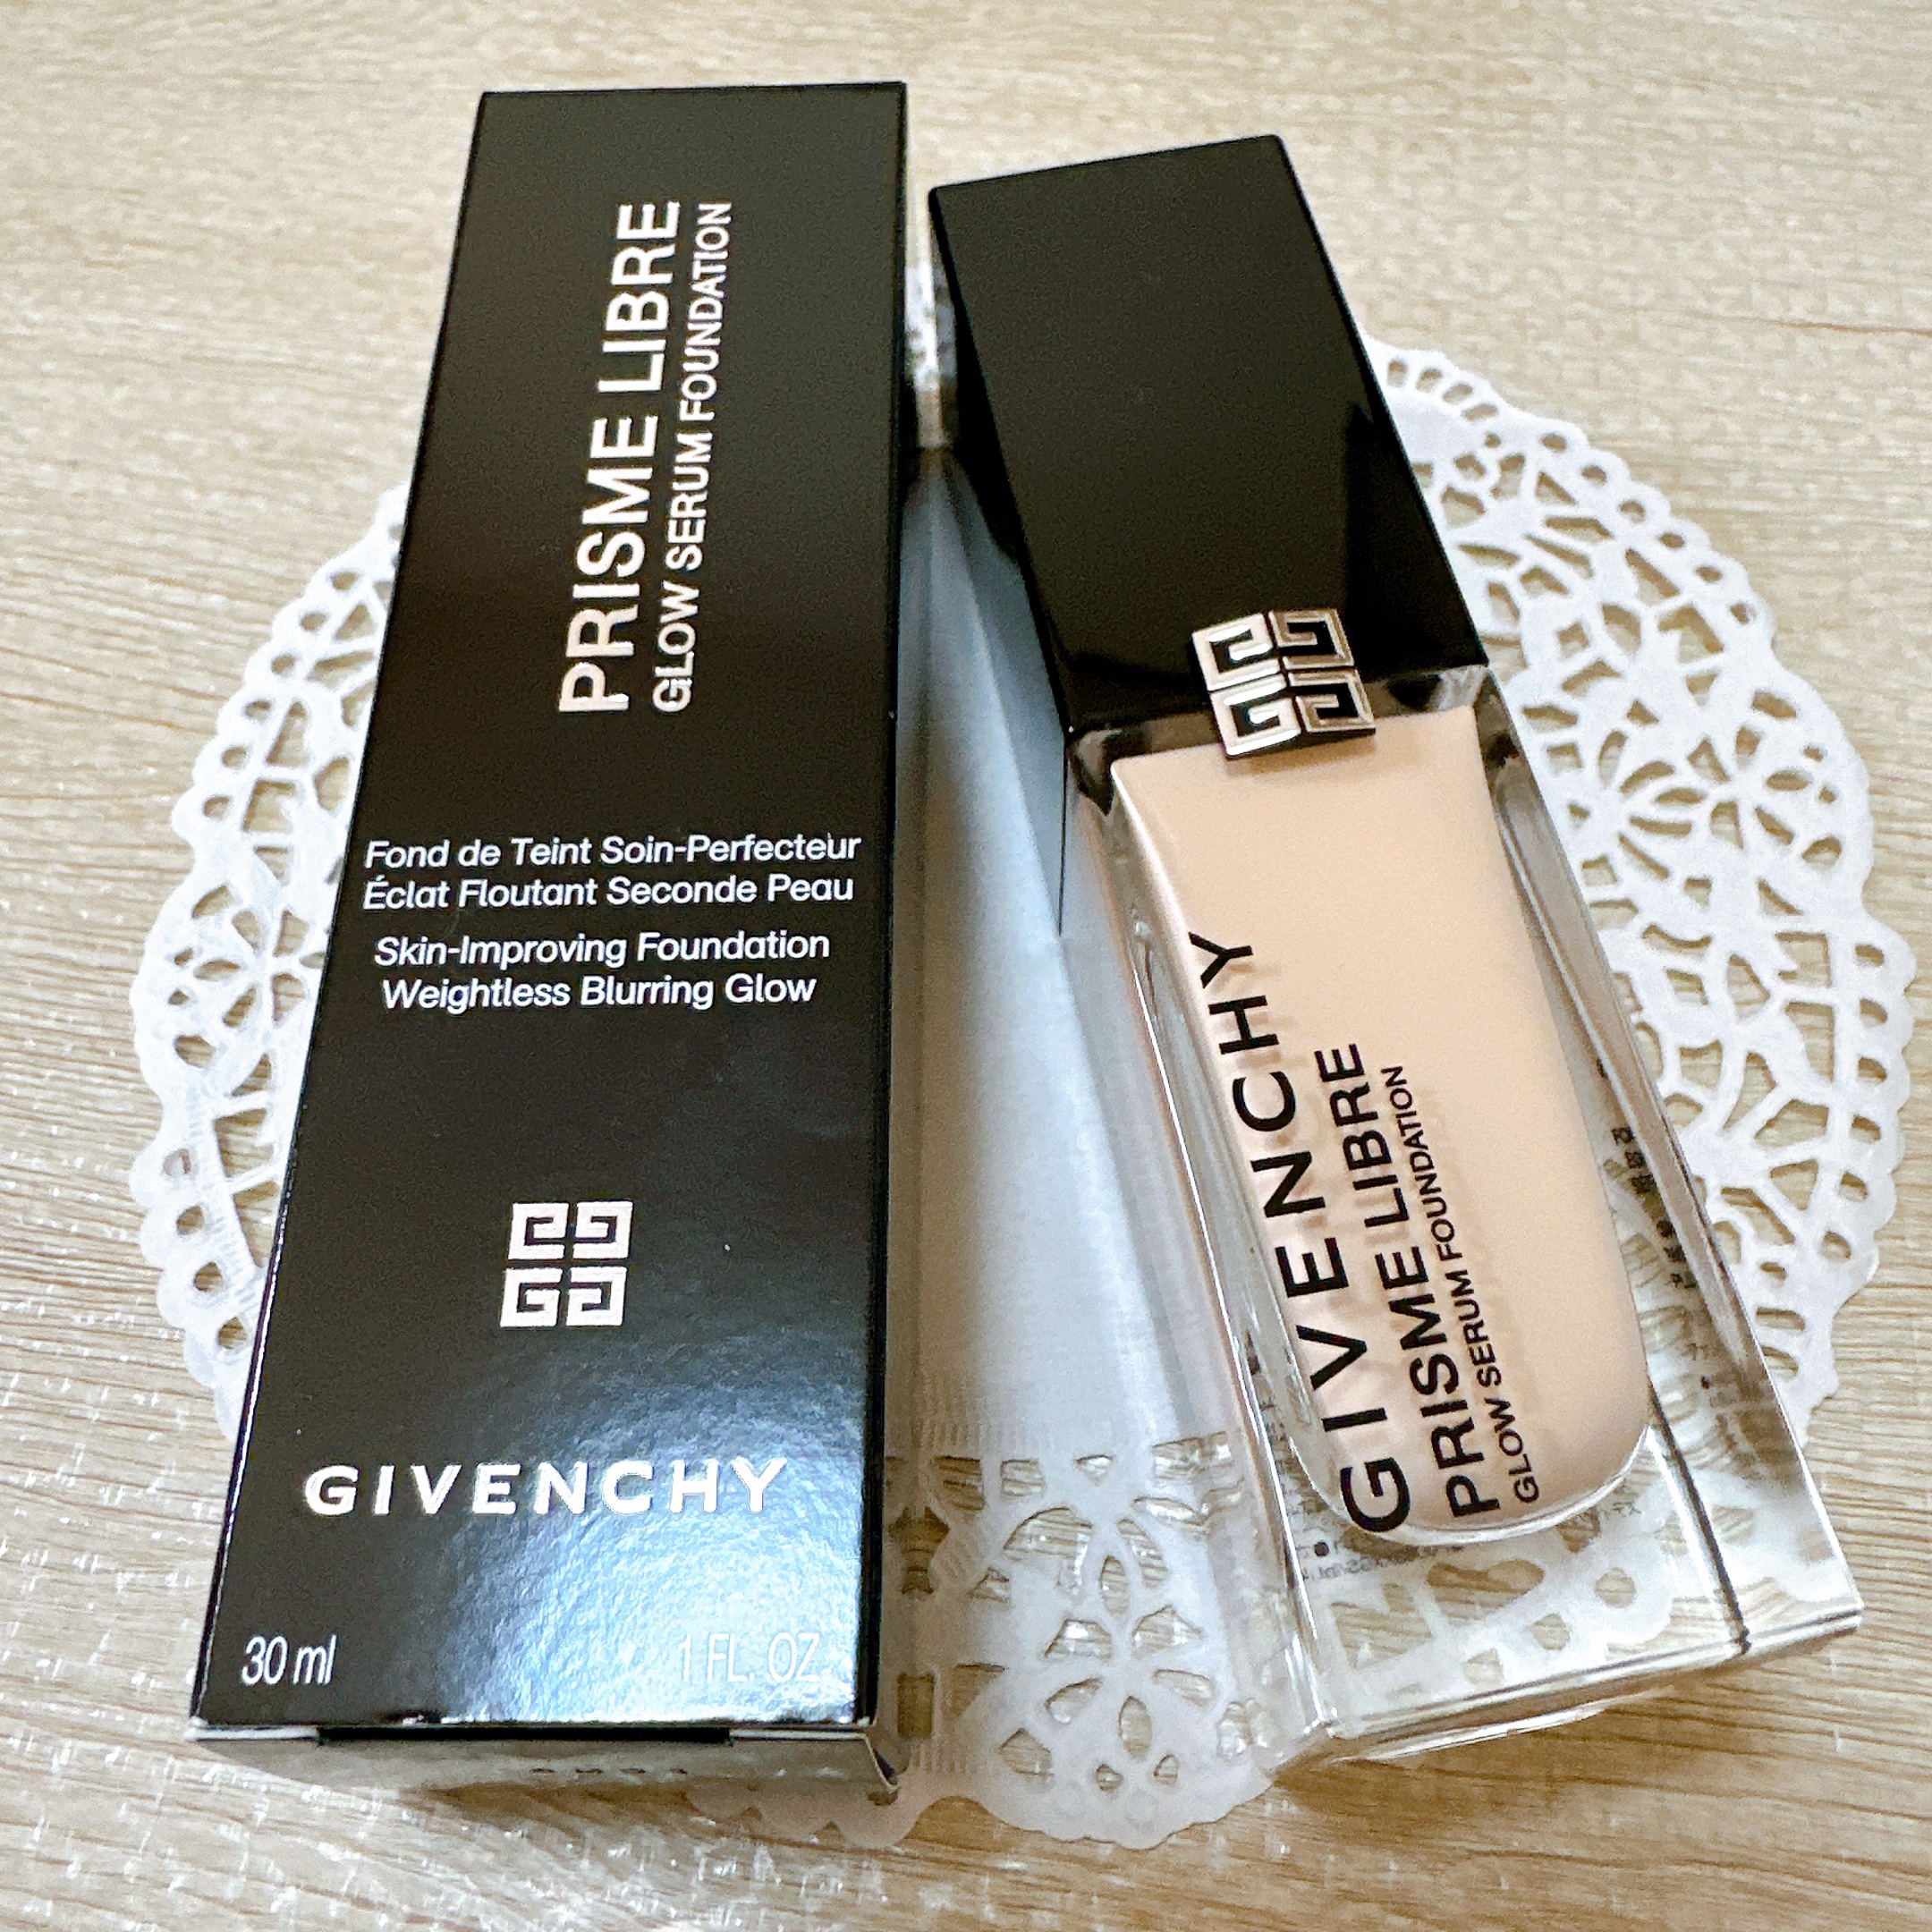 PRISME LIBRE
GLOW SERUM FOUNDATION
Fond de Teint Soin-Perfecteur
Éclat Floutant Seconde Peau
Skin-Improving Foundation
Weightless Blurring Glow
GIVENCHY
30 ml 1 FL. OZ
GIVENCHY
PRISME LIBRE
GLOW SERUM FOUNDATION